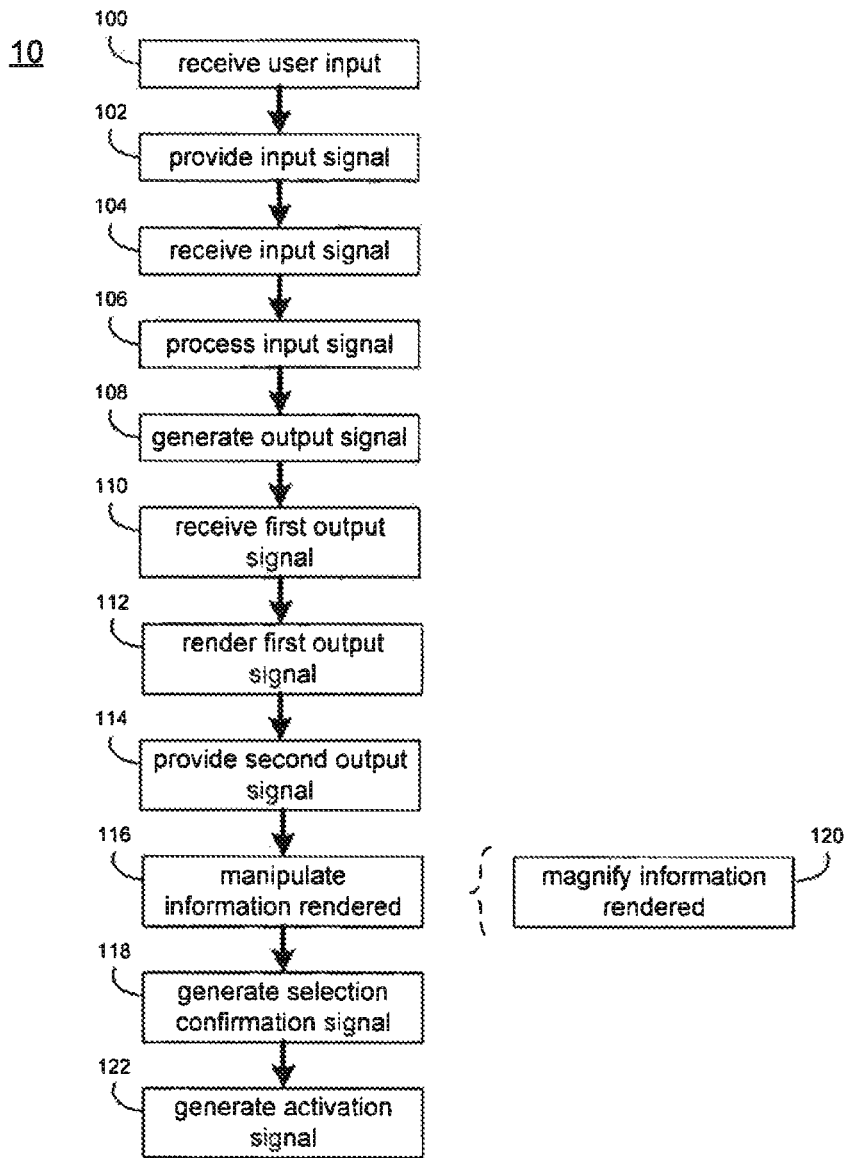 10
100
receive user input
102
provide input signal
104
receive input signal
106
process input signal
108
generate output signal
110
receive first output
signal
112
render first output
signal
114
provide second output
signal
116
manipulate
information rendered
120
magnify information
rendered
118
generate selection
confirmation signal
122
generate activation
signal